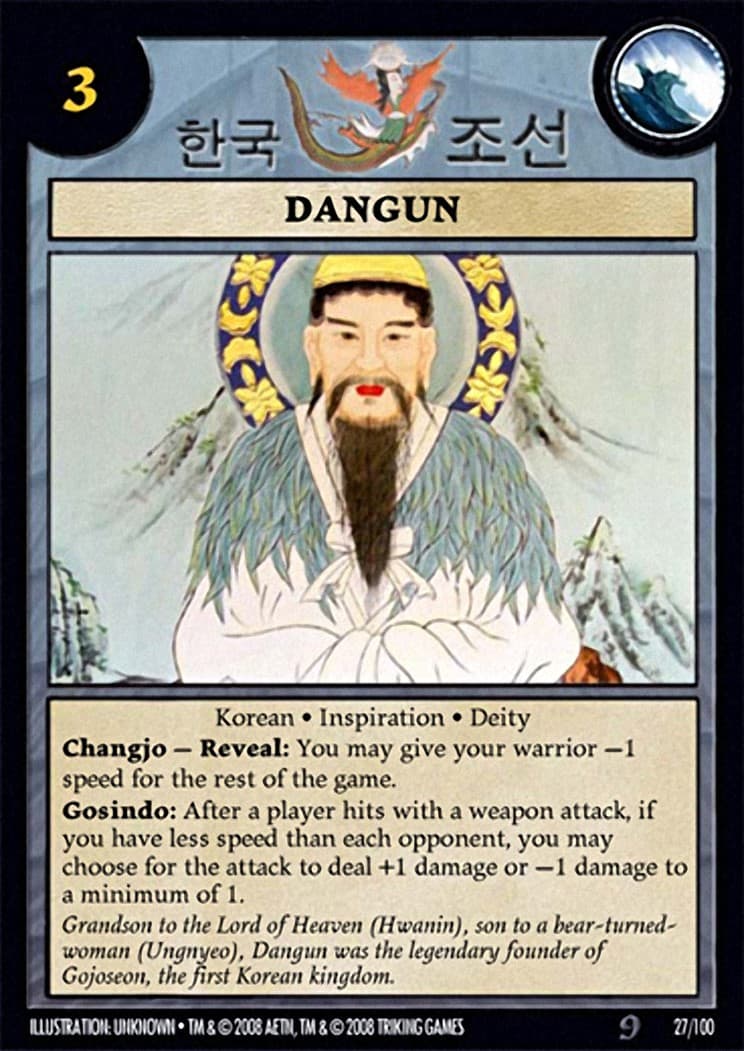 3
한국 조선
DANGUN
Korean • Inspiration • Deity
Changjo – Reveal: You may give your warrior –1
speed for the rest of the game.
Gosindo: After a player hits with a weapon attack, if
you have less speed than each opponent, you may
choose for the attack to deal +1 damage or –1 damage to
a minimum of 1.
Grandson to the Lord of Heaven (Hwanin), son to a bear-turned-
woman (Ungnyeo), Dangun was the legendary founder of
Gojoseon, the first Korean kingdom.
ILLUSTRATION: UNKNOWN • TM & © 2008 AETN, TM & © 2008 TRIKING GAMES 9 27/100